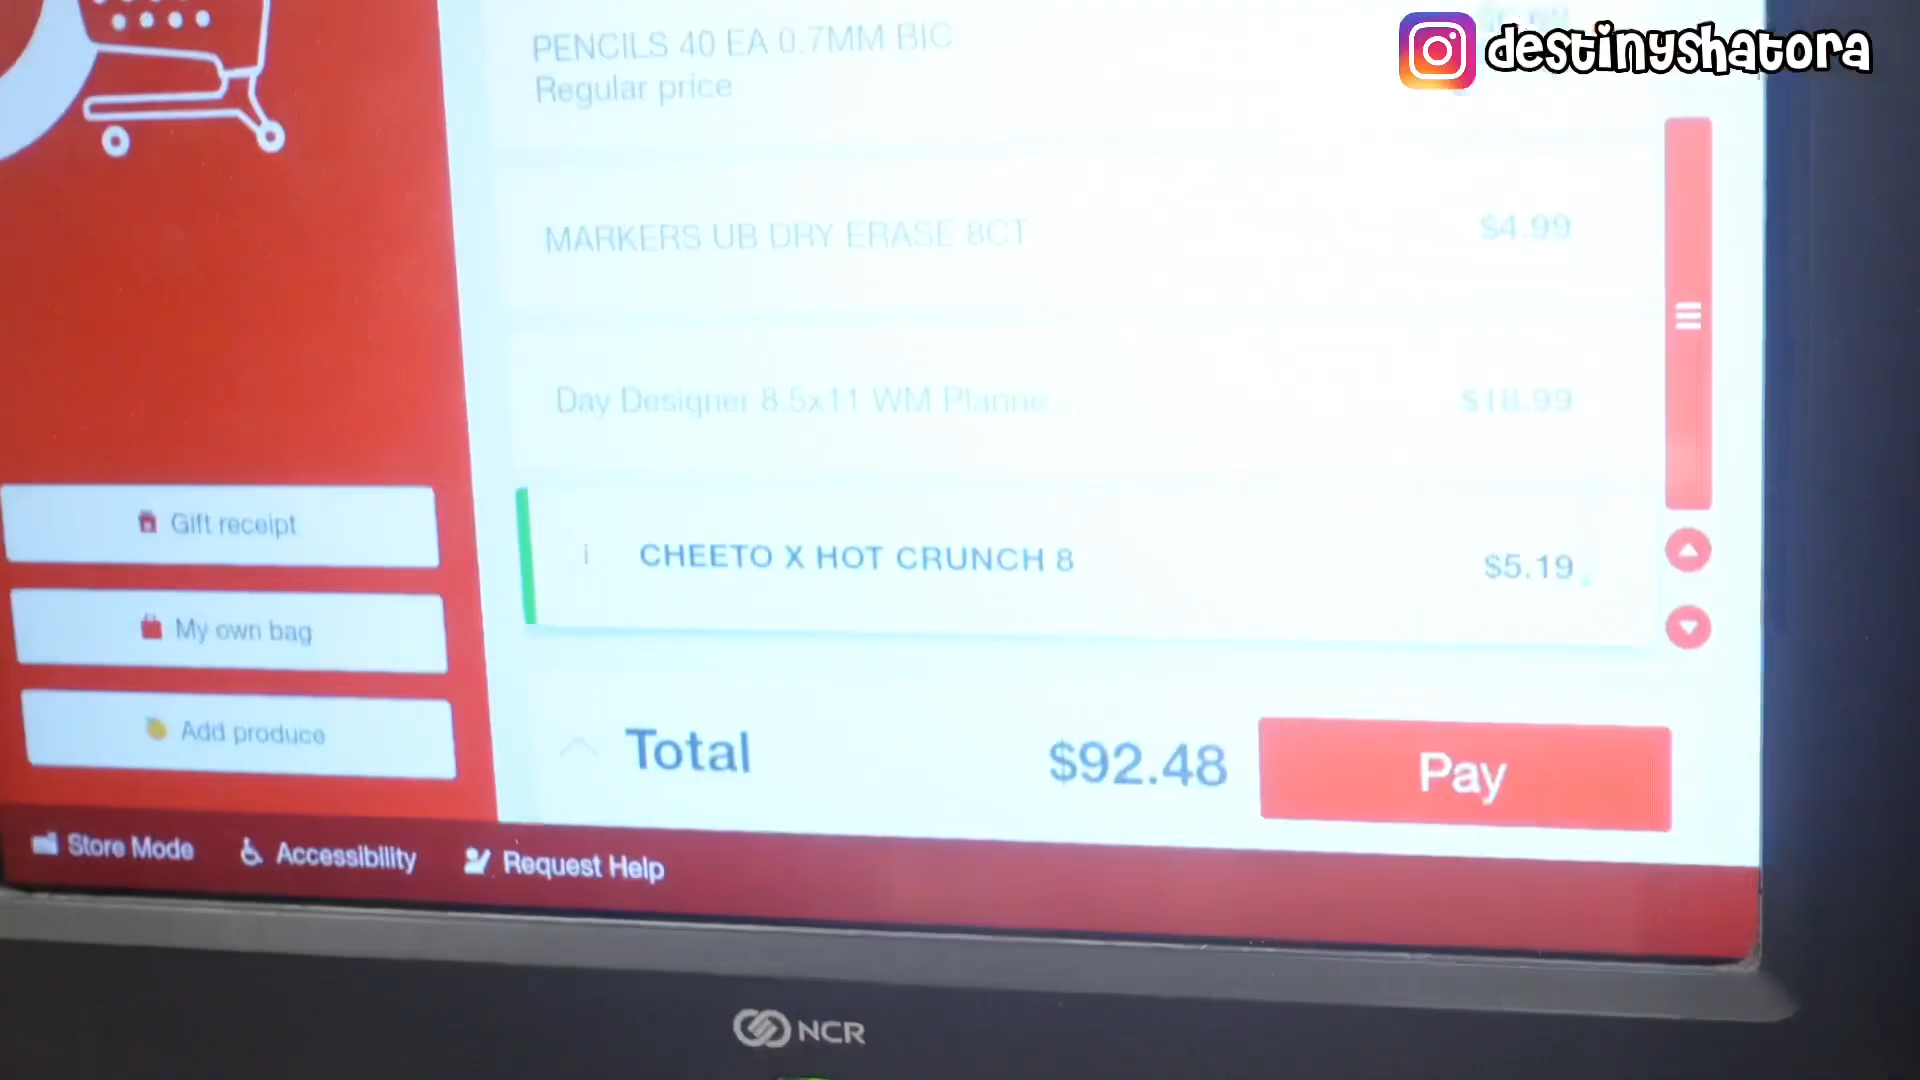 destinyshatora
PENCILS 40 EA 0.7MM BIC
Regular price
MARKERS UB DRY ERASE 8CT $4.99
Day Designer 8.5x11 WM Planne... $18.99
i CHEETO X HOT CRUNCH 8 $5.19
Gift receipt
My own bag
Add produce
Total $92.48 Pay
Store Mode Accessibility Request Help
NCR